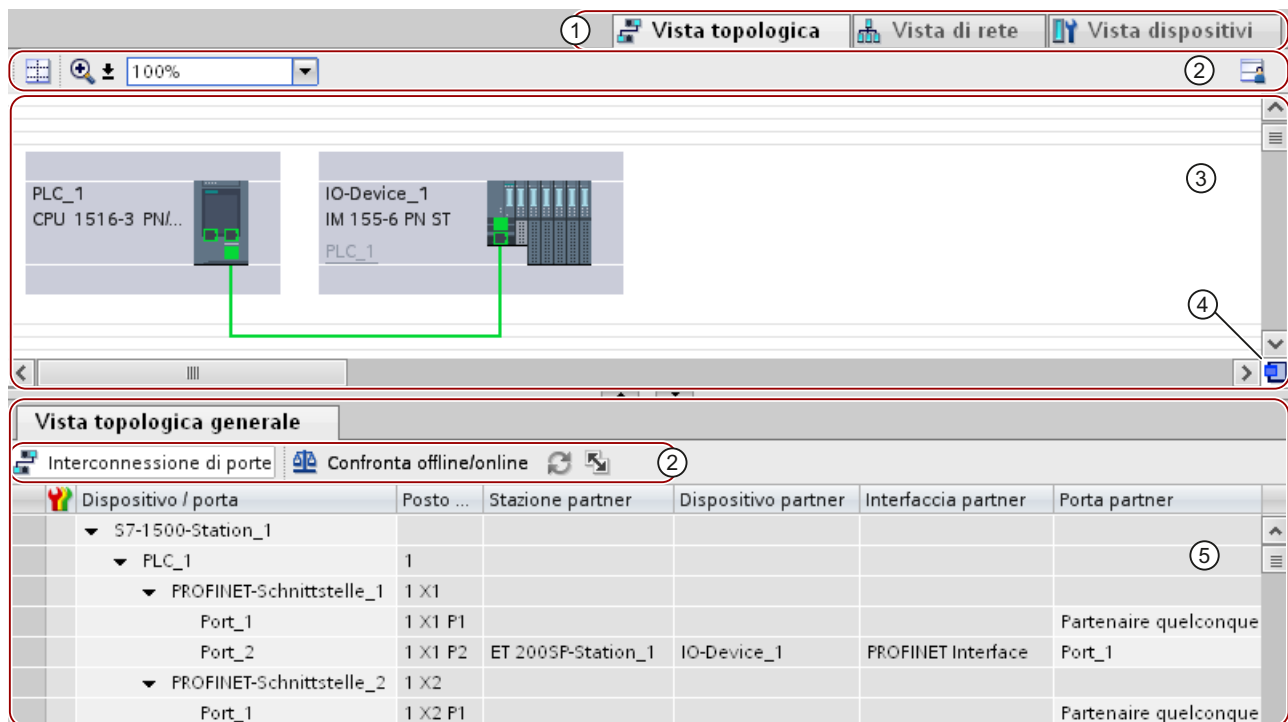 ① Vista topologica Vista di rete Vista dispositivi
100% ②
③
PLC_1
CPU 1516-3 PN/...
IO-Device_1
IM 155-6 PN ST
PLC_1
④
Vista topologica generale
Interconnessione di porte Confronta offline/online ②
Dispositivo / porta Posto ... Stazione partner Dispositivo partner Interfaccia partner Porta partner
S7-1500-Station_1
PLC_1 1 ⑤
PROFINET-Schnittstelle_1 1 X1
Port_1 1 X1 P1 Partenaire quelconque
Port_2 1 X1 P2 ET 200SP-Station_1 IO-Device_1 PROFINET Interface Port_1
PROFINET-Schnittstelle_2 1 X2
Port_1 1 X2 P1 Partenaire quelconque